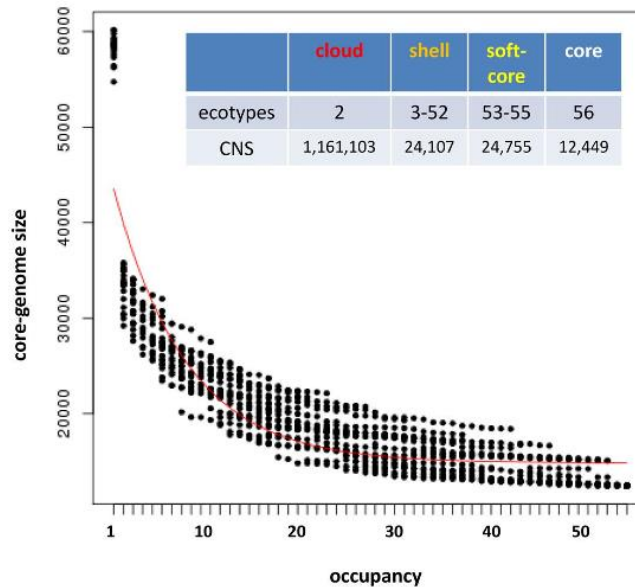 60000
50000
40000
30000
20000
core-genome size
cloud shell soft-core core
ecotypes 2 3-52 53-55 56
CNS 1,161,103 24,107 24,755 12,449
1 10 20 30 40 50
occupancy